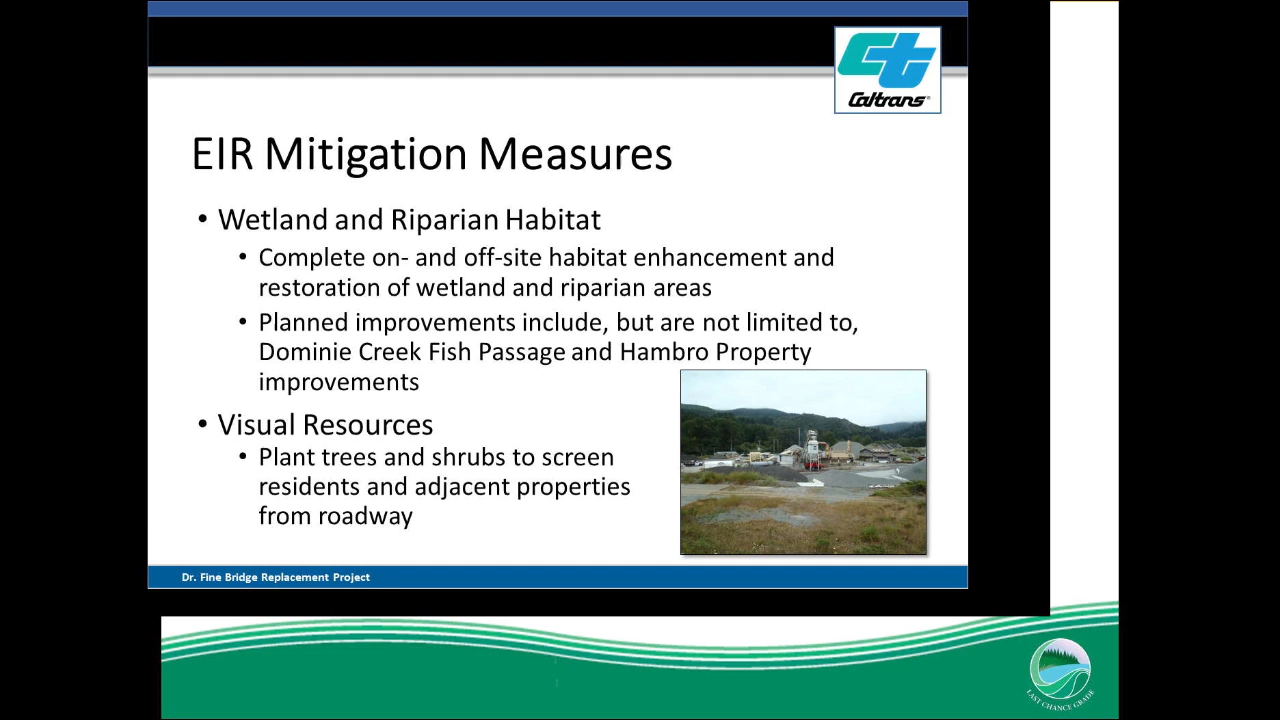 Caltrans®
EIR Mitigation Measures
• Wetland and Riparian Habitat
• Complete on- and off-site habitat enhancement and
restoration of wetland and riparian areas
• Planned improvements include, but are not limited to,
Dominie Creek Fish Passage and Hambro Property
improvements
• Visual Resources
• Plant trees and shrubs to screen
residents and adjacent properties
from roadway
Dr. Fine Bridge Replacement Project
LAST CHANCE GRADE